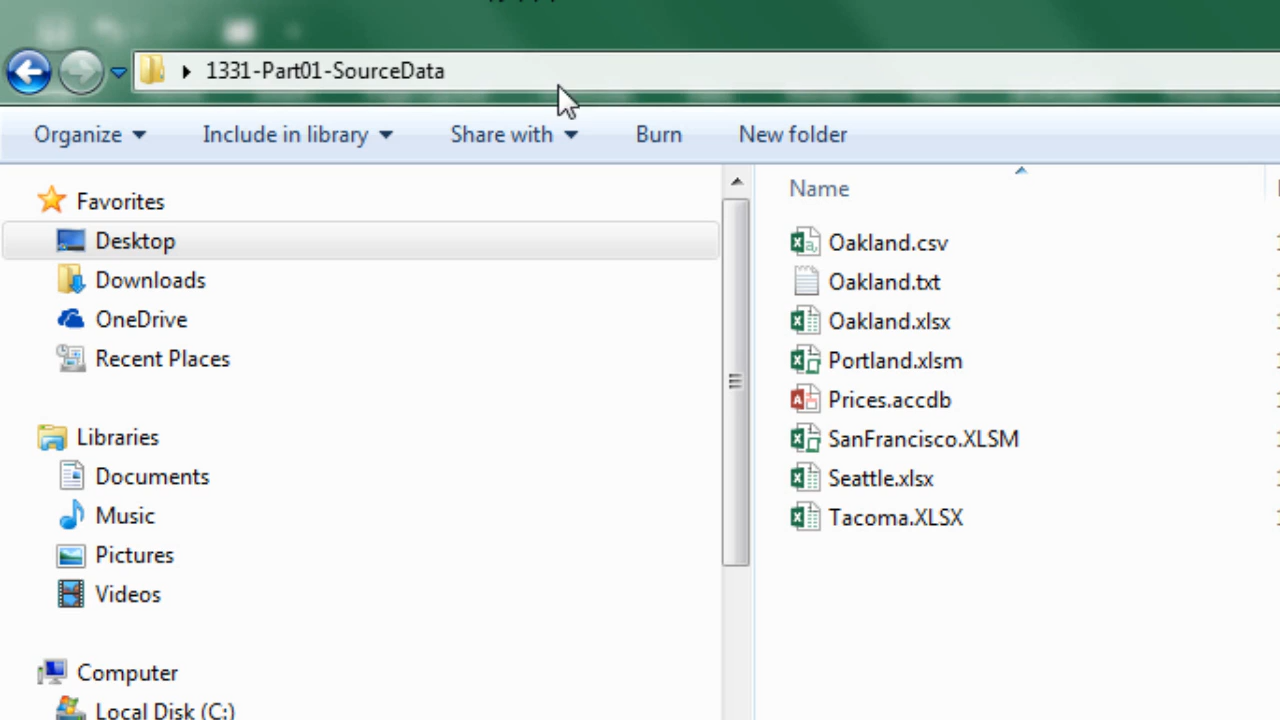 1331-Part01-SourceData
Organize Include in library Share with Burn New folder
Favorites
Desktop
Downloads
OneDrive
Recent Places
Libraries
Documents
Music
Pictures
Videos
Computer
Local Disk (C:)
Name
Oakland.csv
Oakland.txt
Oakland.xlsx
Portland.xlsm
Prices.accdb
SanFrancisco.XLSM
Seattle.xlsx
Tacoma.XLSX